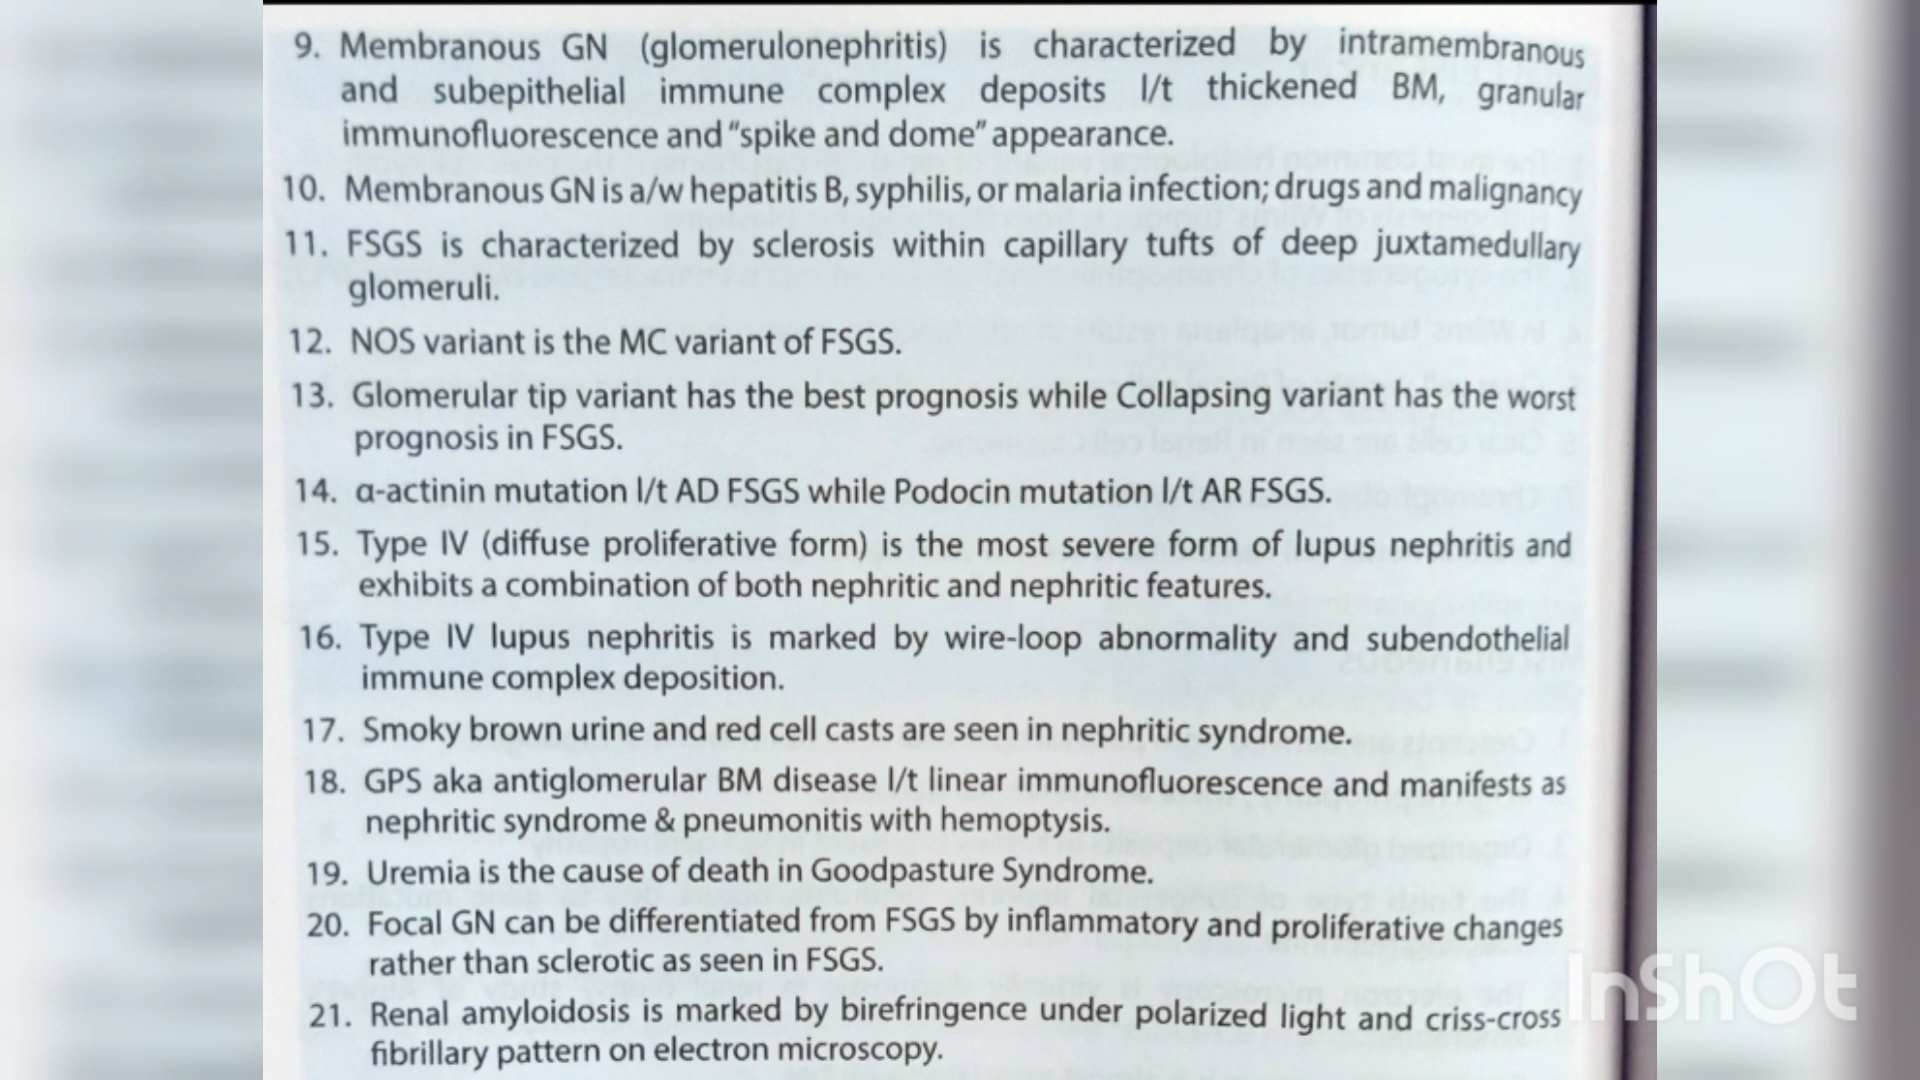 9. Membranous GN (glomerulonephritis) is characterized by intramembranous
and subepithelial immune complex deposits l/t thickened BM, granular
immunofluorescence and "spike and dome" appearance.
10. Membranous GN is a/w hepatitis B, syphilis, or malaria infection; drugs and malignancy
11. FSGS is characterized by sclerosis within capillary tufts of deep juxtamedullary
glomeruli.
12. NOS variant is the MC variant of FSGS.
13. Glomerular tip variant has the best prognosis while Collapsing variant has the worst
prognosis in FSGS.
14. α-actinin mutation l/t AD FSGS while Podocin mutation l/t AR FSGS.
15. Type IV (diffuse proliferative form) is the most severe form of lupus nephritis and
exhibits a combination of both nephritic and nephritic features.
16. Type IV lupus nephritis is marked by wire-loop abnormality and subendothelial
immune complex deposition.
17. Smoky brown urine and red cell casts are seen in nephritic syndrome.
18. GPS aka antiglomerular BM disease l/t linear immunofluorescence and manifests as
nephritic syndrome & pneumonitis with hemoptysis.
19. Uremia is the cause of death in Goodpasture Syndrome.
20. Focal GN can be differentiated from FSGS by inflammatory and proliferative changes
rather than sclerotic as seen in FSGS.
21. Renal amyloidosis is marked by birefringence under polarized light and criss-cross
fibrillary pattern on electron microscopy.
InShOt